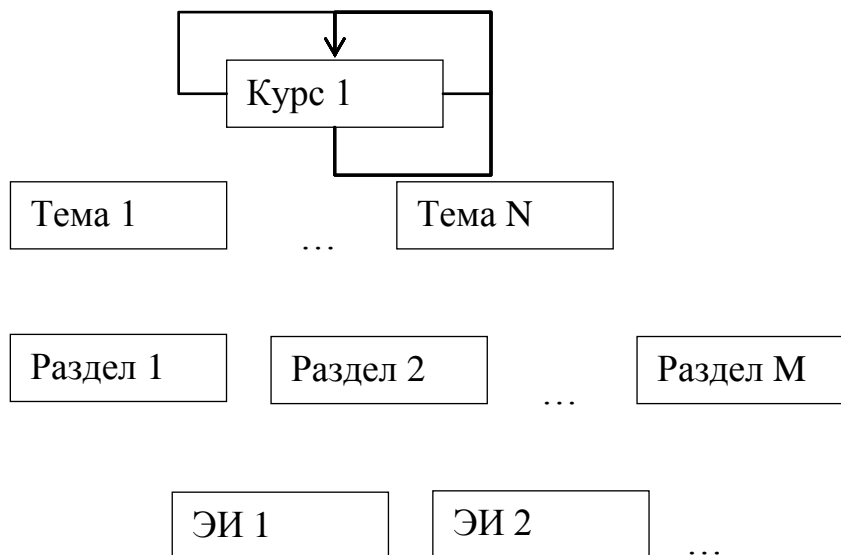 Курс 1
Тема 1 … Тема N
Раздел 1 Раздел 2 … Раздел М
ЭИ 1 ЭИ 2 …